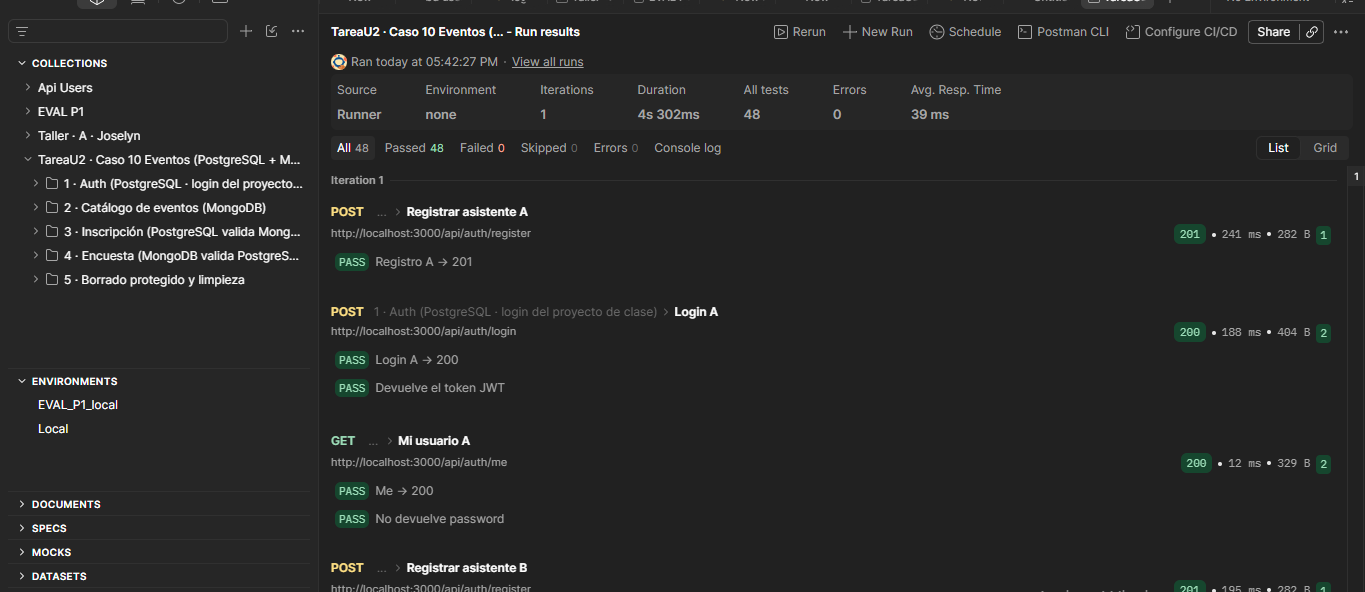 TareaU2 · Caso 10 Eventos (... - Run results
Rerun
New Run
Schedule
Postman CLI
Configure CI/CD
Share
COLLECTIONS
Api Users
EVAL P1
Taller · A · Joselyn
TareaU2 · Caso 10 Eventos (PostgreSQL + M...
1 · Auth (PostgreSQL · login del proyecto...
2 · Catálogo de eventos (MongoDB)
3 · Inscripción (PostgreSQL valida Mong...
4 · Encuesta (MongoDB valida PostgreS...
5 · Borrado protegido y limpieza
ENVIRONMENTS
EVAL_P1_local
Local
DOCUMENTS
SPECS
MOCKS
DATASETS
Ran today at 05:42:27 PM · View all runs
Source Environment Iterations Duration All tests Errors Avg. Resp. Time
Runner none 1 4s 302ms 48 0 39 ms
All 48 Passed 48 Failed 0 Skipped 0 Errors 0 Console log List Grid
Iteration 1
1
POST ... > Registrar asistente A
http://localhost:3000/api/auth/register
201 • 241 ms • 282 B 1
PASS Registro A → 201
POST 1 · Auth (PostgreSQL · login del proyecto de clase) > Login A
http://localhost:3000/api/auth/login
200 • 188 ms • 404 B 2
PASS Login A → 200
PASS Devuelve el token JWT
GET ... > Mi usuario A
http://localhost:3000/api/auth/me
200 • 12 ms • 329 B 2
PASS Me → 200
PASS No devuelve password
POST ... > Registrar asistente B
http://localhost:3000/api/auth/register
201 • 195 ms • 282 B 1